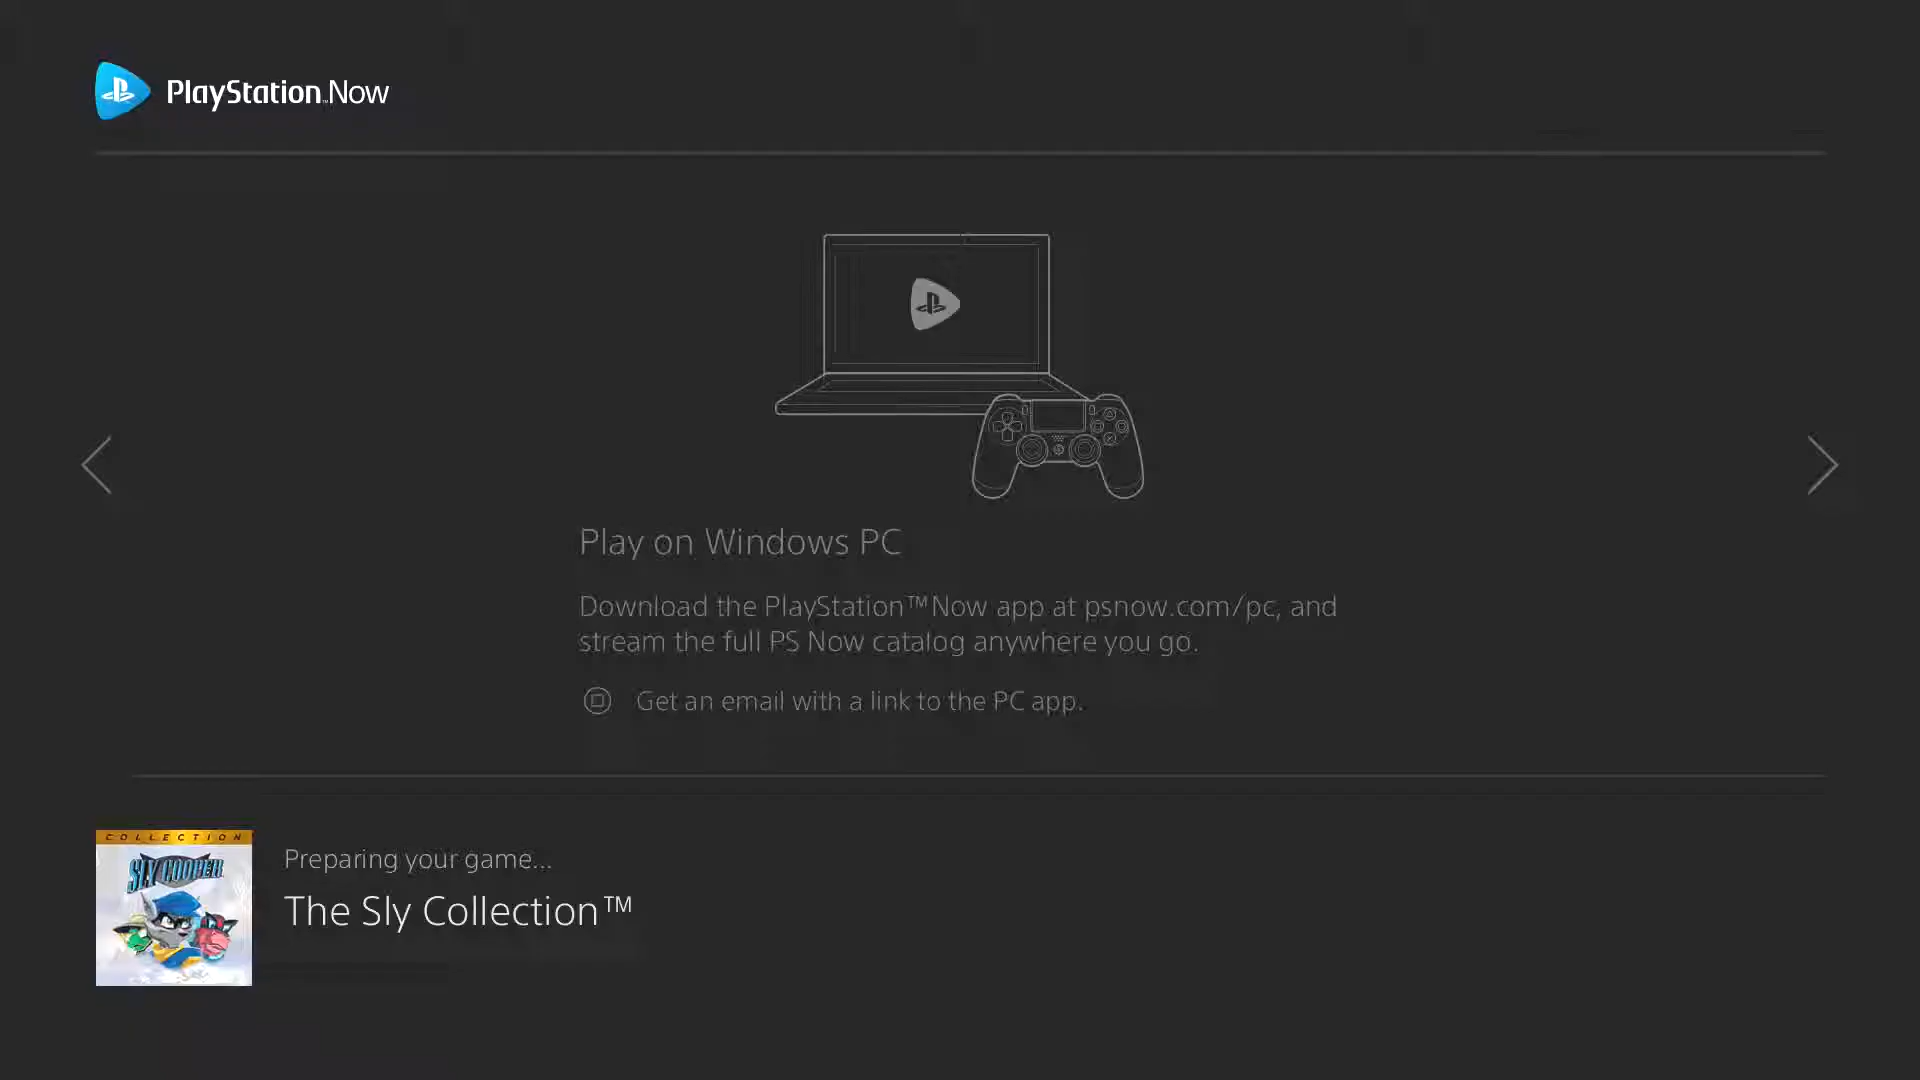 PlayStation™Now
Play on Windows PC
Download the PlayStation™Now app at psnow.com/pc, and
stream the full PS Now catalog anywhere you go.
Get an email with a link to the PC app.
COLLECTION
SLY COOPER
Preparing your game...
The Sly Collection™